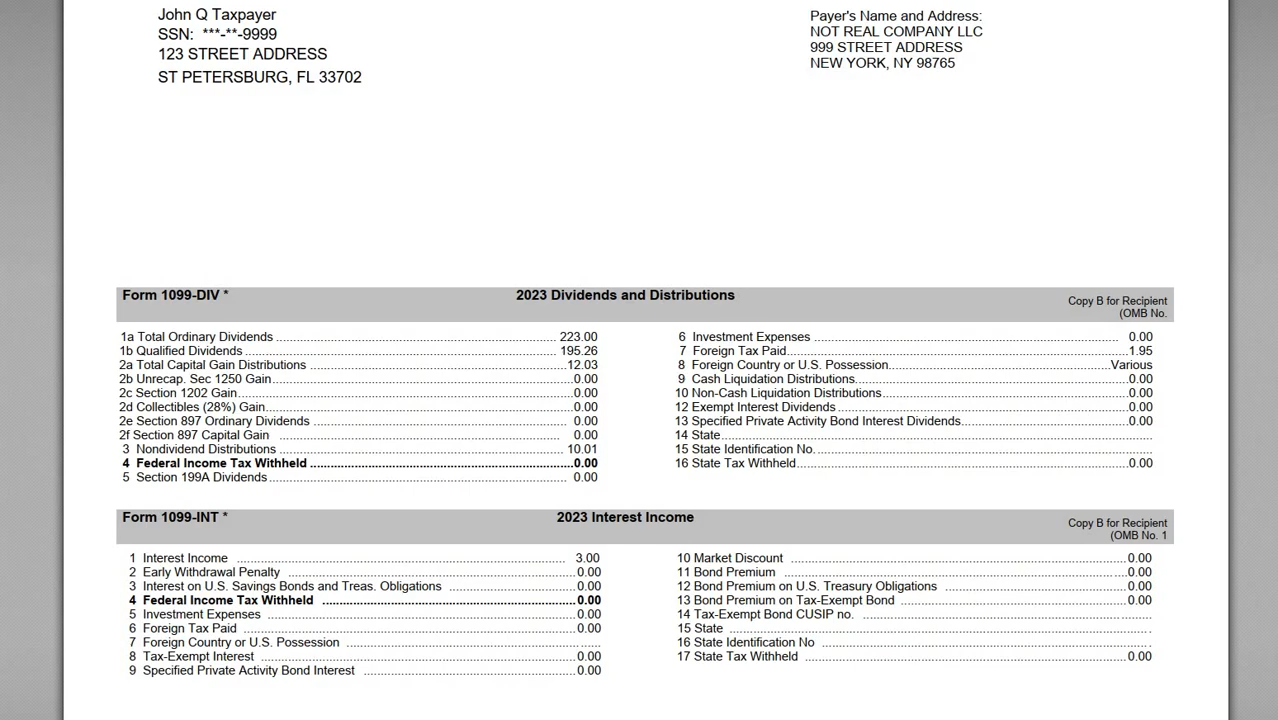 John Q Taxpayer
SSN: ***-**-9999
123 STREET ADDRESS
ST PETERSBURG, FL 33702
Payer's Name and Address:
NOT REAL COMPANY LLC
999 STREET ADDRESS
NEW YORK, NY 98765
Form 1099-DIV * 2023 Dividends and Distributions Copy B for Recipient
(OMB No.
1a Total Ordinary Dividends 223.00
1b Qualified Dividends 195.26
2a Total Capital Gain Distributions 12.03
2b Unrecap. Sec 1250 Gain 0.00
2c Section 1202 Gain 0.00
2d Collectibles (28%) Gain 0.00
2e Section 897 Ordinary Dividends 0.00
2f Section 897 Capital Gain 0.00
3 Nondividend Distributions 10.01
4 Federal Income Tax Withheld 0.00
5 Section 199A Dividends 0.00
6 Investment Expenses 0.00
7 Foreign Tax Paid 1.95
8 Foreign Country or U.S. Possession Various
9 Cash Liquidation Distributions 0.00
10 Non-Cash Liquidation Distributions 0.00
12 Exempt Interest Dividends 0.00
13 Specified Private Activity Bond Interest Dividends 0.00
14 State
15 State Identification No.
16 State Tax Withheld 0.00
Form 1099-INT * 2023 Interest Income Copy B for Recipient
(OMB No. 1
1 Interest Income 3.00
2 Early Withdrawal Penalty 0.00
3 Interest on U.S. Savings Bonds and Treas. Obligations 0.00
4 Federal Income Tax Withheld 0.00
5 Investment Expenses 0.00
6 Foreign Tax Paid 0.00
7 Foreign Country or U.S. Possession
8 Tax-Exempt Interest 0.00
9 Specified Private Activity Bond Interest 0.00
10 Market Discount 0.00
11 Bond Premium 0.00
12 Bond Premium on U.S. Treasury Obligations 0.00
13 Bond Premium on Tax-Exempt Bond 0.00
14 Tax-Exempt Bond CUSIP no.
15 State
16 State Identification No
17 State Tax Withheld 0.00